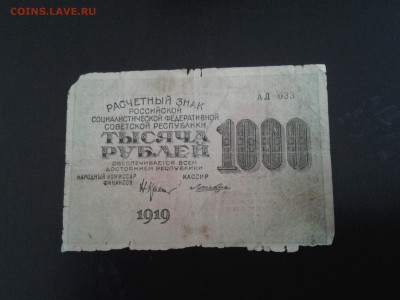 COINS.LAVE.RU
АД 033
РАСЧЕТНЫЙ ЗНАК
РОССИЙСКОЙ
СОЦИАЛИСТИЧЕСКОЙ ФЕДЕРАТИВНОЙ
СОВЕТСКОЙ РЕСПУБЛИКИ
ТЫСЯЧА
РУБЛЕЙ
1000
ОБЕСПЕЧИВАЕТСЯ ВСЕМ
ДОСТОЯНИЕМ РЕСПУБЛИКИ
НАРОДНЫЙ КОМИССАР
ФИНАНСОВ
КАССИР
1919